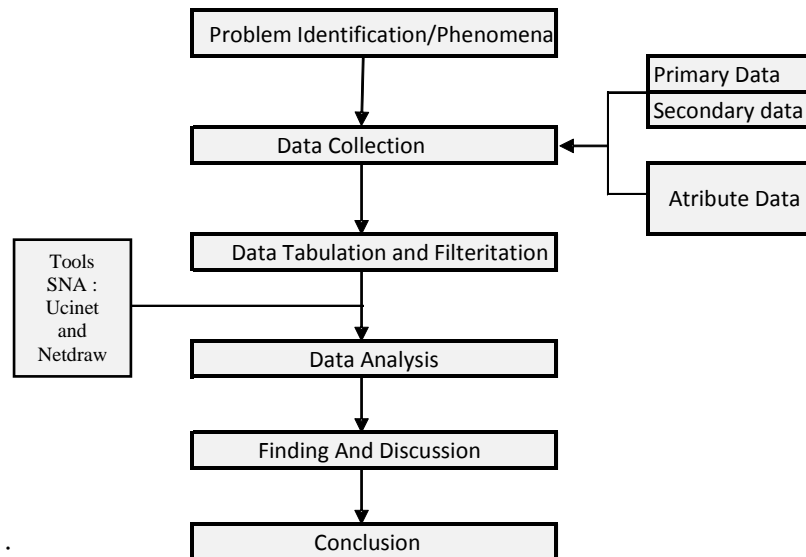 Problem Identification/Phenomena
Primary Data
Secondary data
Data Collection
Atribute Data
Data Tabulation and Filteritation
Tools
SNA :
Ucinet
and
Netdraw
Data Analysis
Finding And Discussion
Conclusion
.